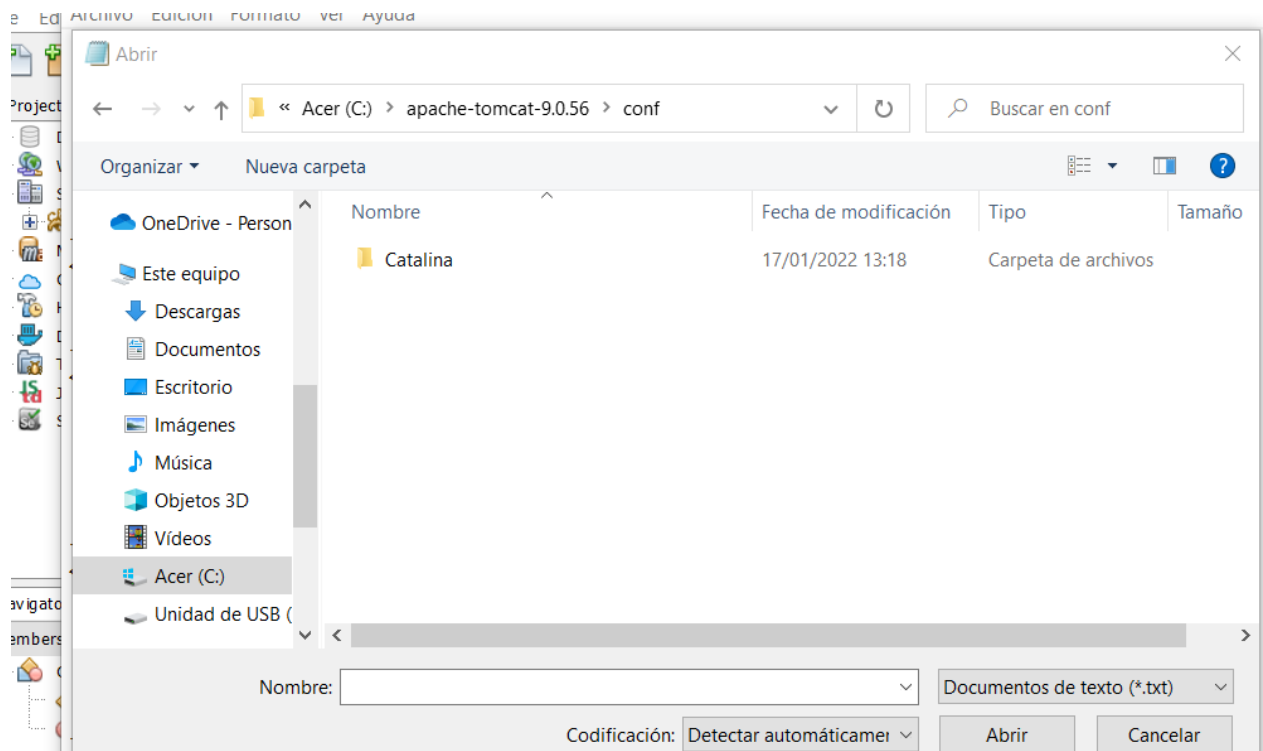 Archivo Edición Formato Ver Ayuda
Abrir
« Acer (C:) > apache-tomcat-9.0.56 > conf
Buscar en conf
Organizar
Nueva carpeta
OneDrive - Person
Este equipo
Descargas
Documentos
Escritorio
Imágenes
Música
Objetos 3D
Vídeos
Acer (C:)
Unidad de USB (
Nombre Fecha de modificación Tipo Tamaño
Catalina 17/01/2022 13:18 Carpeta de archivos
Nombre:
Documentos de texto (*.txt)
Codificación: Detectar automáticamer
Abrir
Cancelar
Project
avigato
embers